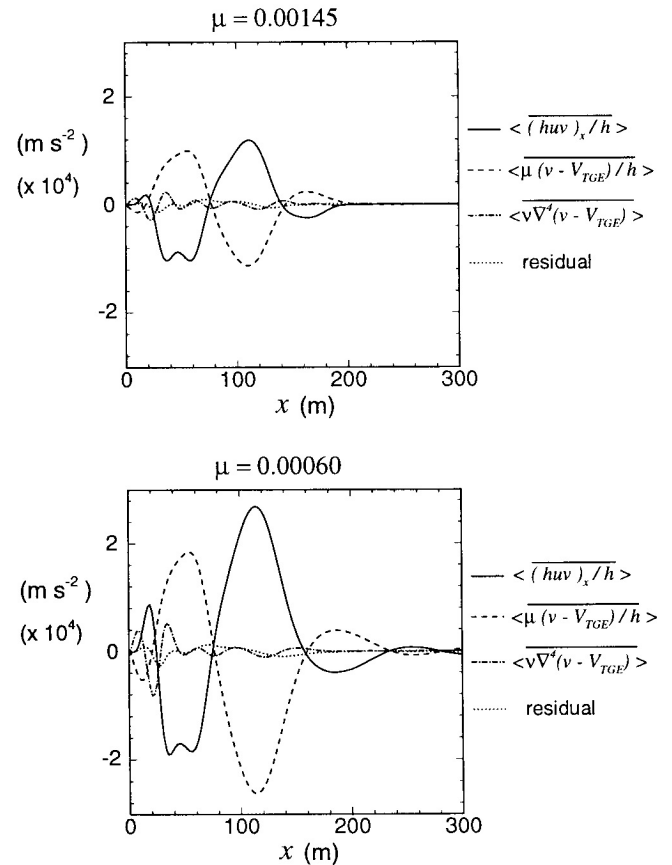 μ = 0.00145
2
0
-2
(m s⁻²)
(x 10⁴)
0 100 200 300
x (m)
< (huv)ₓ/h >
< μ (v - V_TGE) / h >
< ν∇⁴(v - V_TGE) >
residual
μ = 0.00060
2
0
-2
(m s⁻²)
(x 10⁴)
0 100 200 300
x (m)
< (huv)ₓ/h >
< μ (v - V_TGE) / h >
< ν∇⁴(v - V_TGE) >
residual